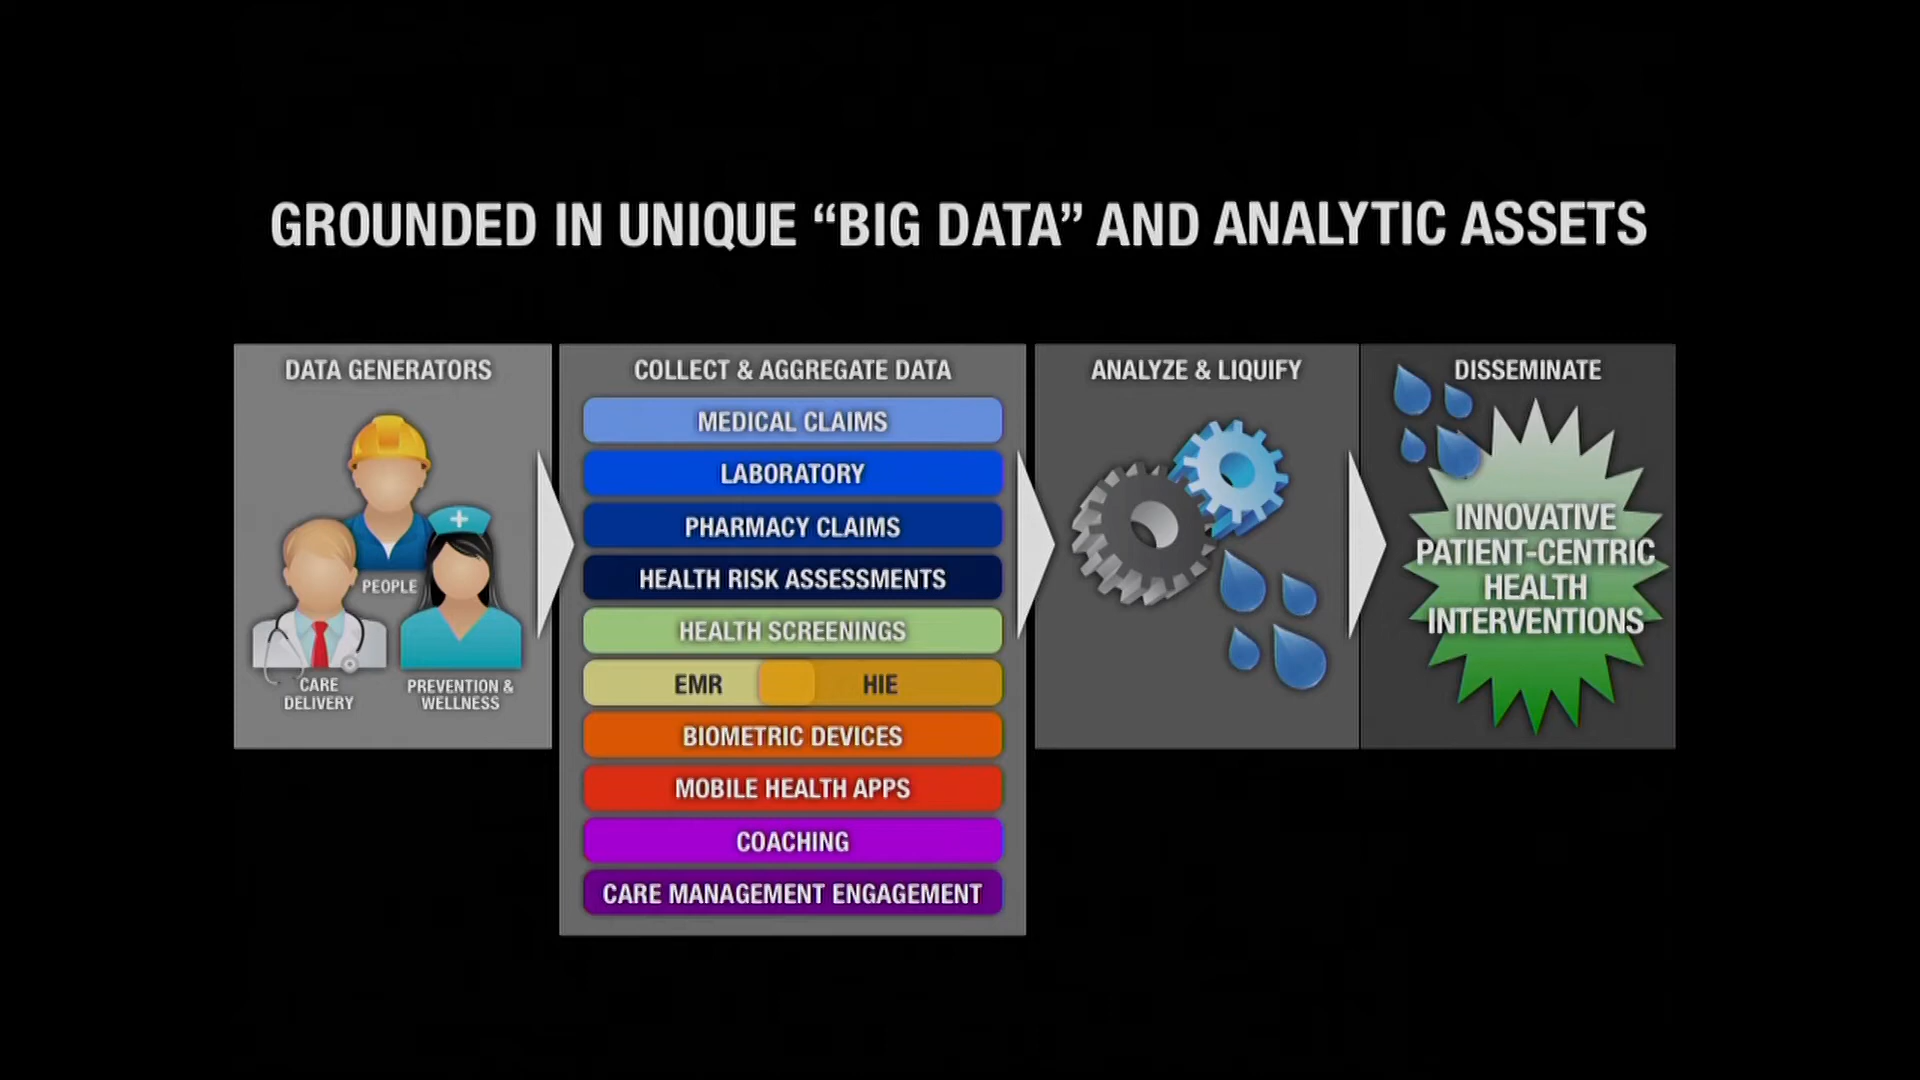 GROUNDED IN UNIQUE “BIG DATA” AND ANALYTIC ASSETS
DATA GENERATORS
PEOPLE
CARE
DELIVERY
PREVENTION &
WELLNESS
COLLECT & AGGREGATE DATA
MEDICAL CLAIMS
LABORATORY
PHARMACY CLAIMS
HEALTH RISK ASSESSMENTS
HEALTH SCREENINGS
EMR HIE
BIOMETRIC DEVICES
MOBILE HEALTH APPS
COACHING
CARE MANAGEMENT ENGAGEMENT
ANALYZE & LIQUIFY
DISSEMINATE
INNOVATIVE
PATIENT-CENTRIC
HEALTH
INTERVENTIONS